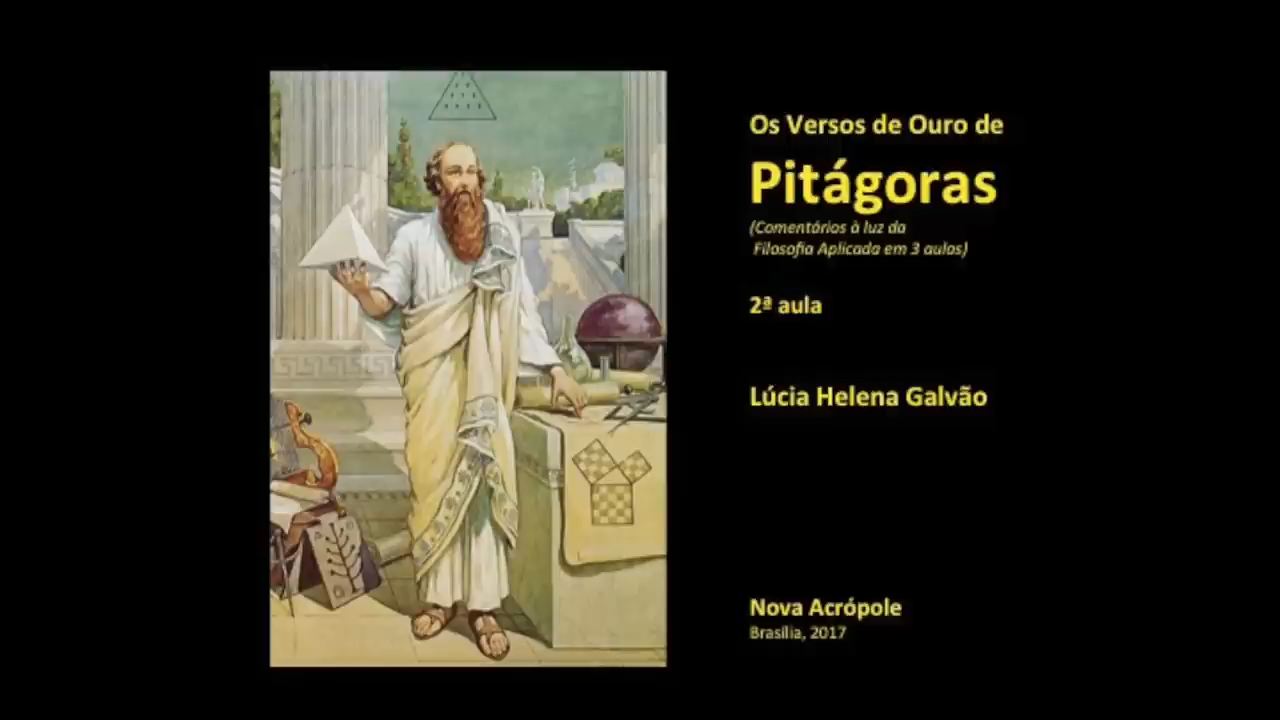 Os Versos de Ouro de
Pitágoras
(Comentários à luz da
Filosofia Aplicada em 3 aulas)
2ª aula
Lúcia Helena Galvão
Nova Acrópole
Brasília, 2017